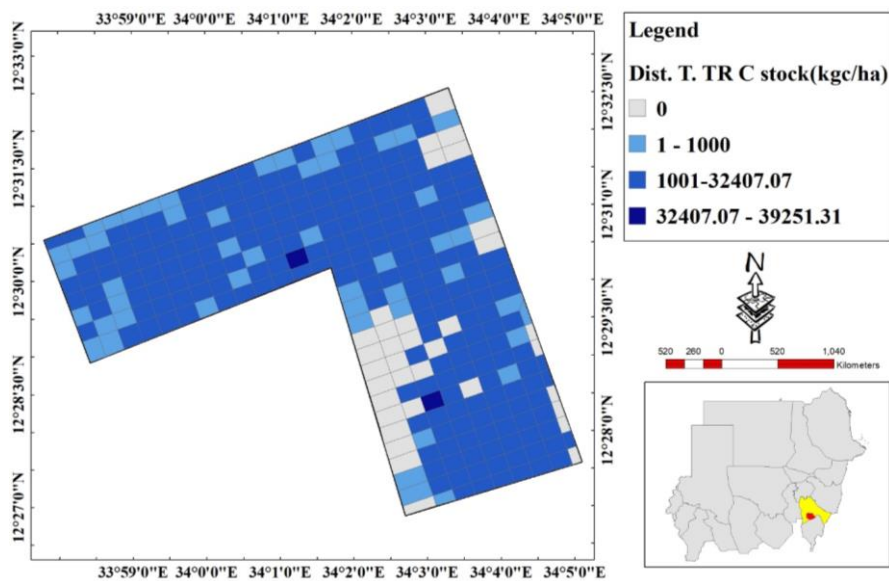 33°59'0"E 34°0'0"E 34°1'0"E 34°2'0"E 34°3'0"E 34°4'0"E 34°5'0"E
12°33'0"N
12°31'30"N
12°30'0"N
12°28'30"N
12°27'0"N
12°32'30"N
12°31'0"N
12°29'30"N
12°28'0"N
33°59'0"E 34°0'0"E 34°1'0"E 34°2'0"E 34°3'0"E 34°4'0"E 34°5'0"E
Legend
Dist. T. TR C stock(kgc/ha)
0
1 - 1000
1001-32407.07
32407.07 - 39251.31
N
520 260 0 520 1,040
Kilometers